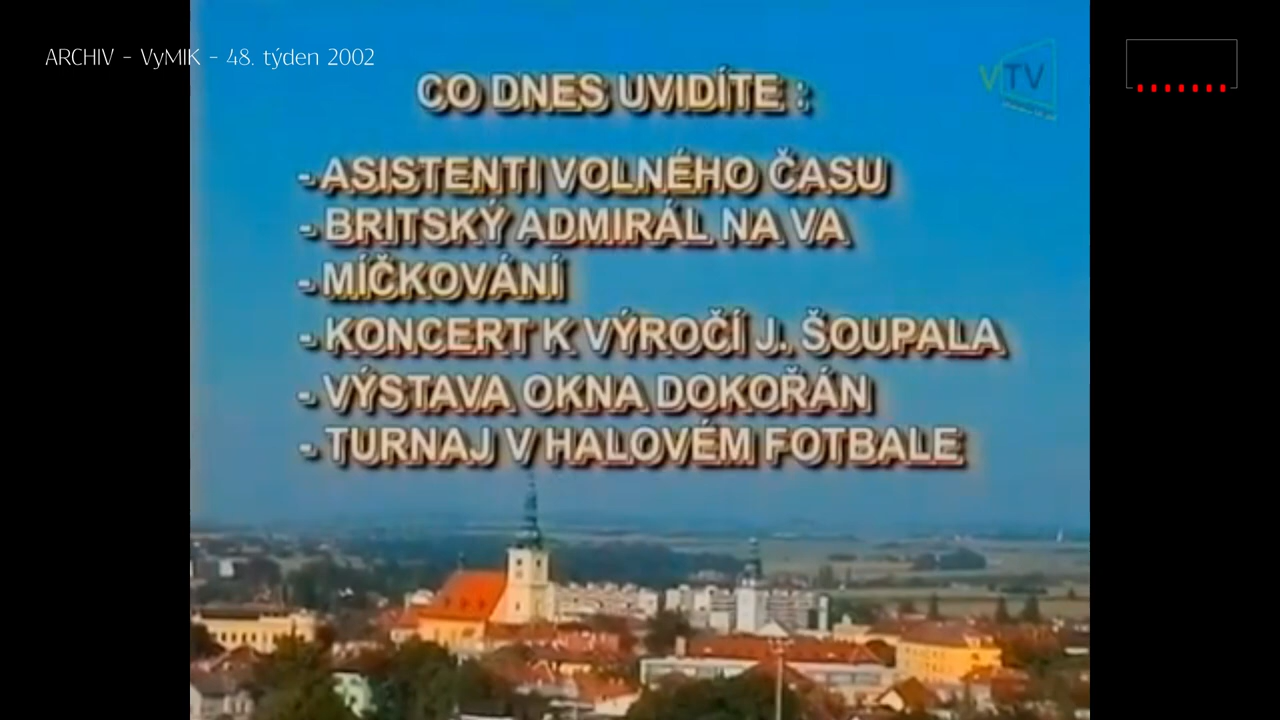 ARCHIV - VyMIK - 48. týden 2002
VTV
CO DNES UVIDÍTE :
- ASISTENTI VOLNÉHO ČASU
- BRITSKÝ ADMIRÁL NA VA
- MÍČKOVÁNÍ
- KONCERT K VÝROČÍ J. ŠOUPALA
- VÝSTAVA OKNA DOKOŘÁN
- TURNAJ V HALOVÉM FOTBALE